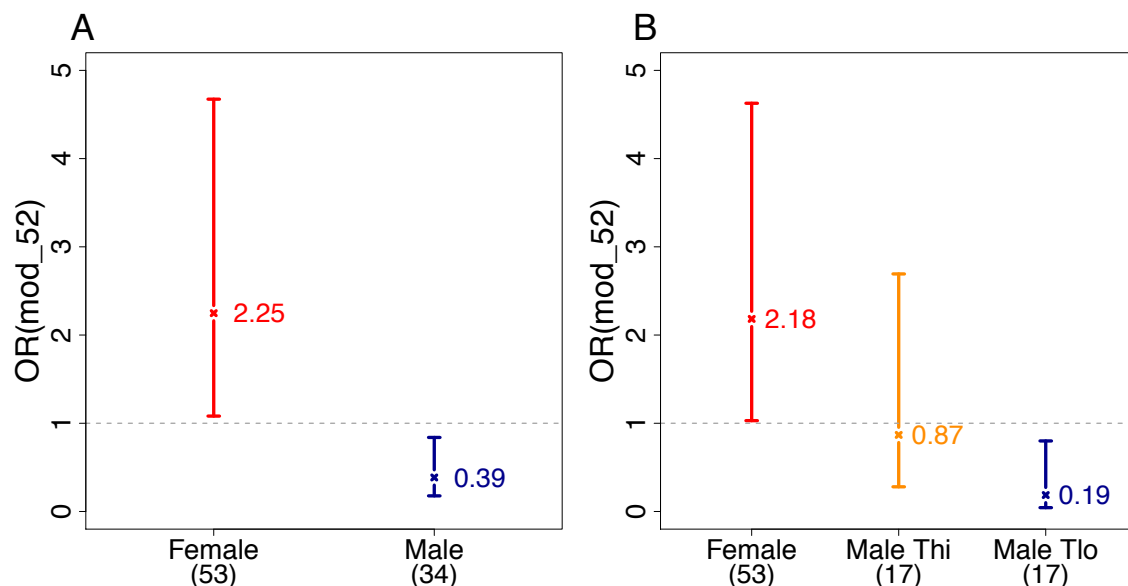 A
OR(mod_52)
5
4
3
2
1
0
2.25
0.39
Female
(53)
Male
(34)
B
OR(mod_52)
5
4
3
2
1
0
2.18
0.87
0.19
Female
(53)
Male Thi
(17)
Male Tlo
(17)